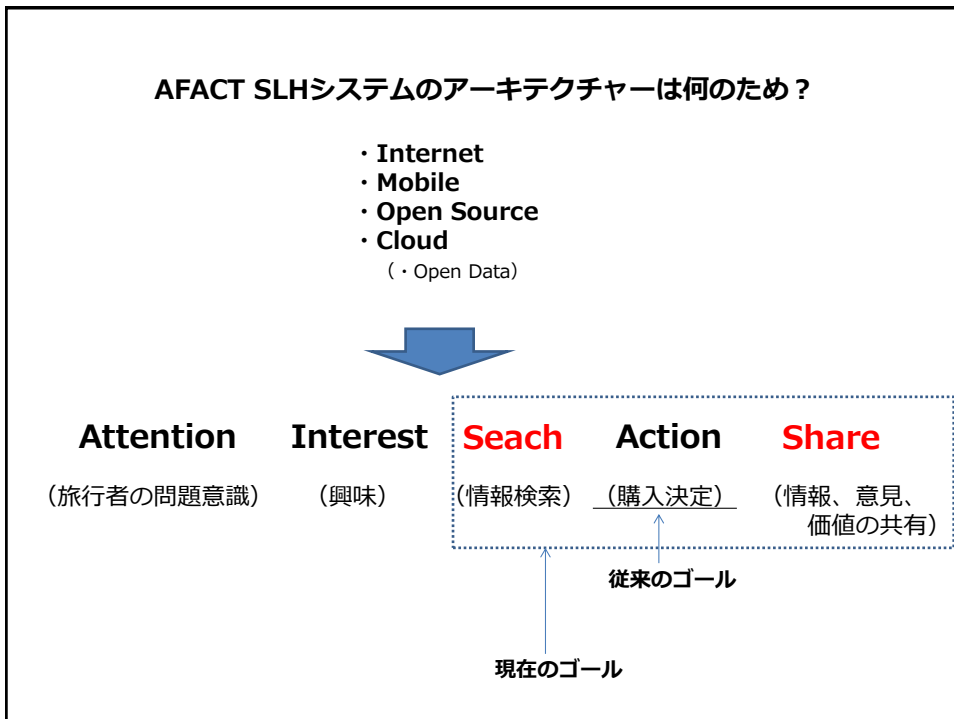 AFACT SLHシステムのアーキテクチャーは何のため？
・Internet
・Mobile
・Open Source
・Cloud
（・Open Data）
Attention Interest Seach Action Share
（旅行者の問題意識） （興味） （情報検索） （購入決定） （情報、意見、
価値の共有）
従来のゴール
現在のゴール